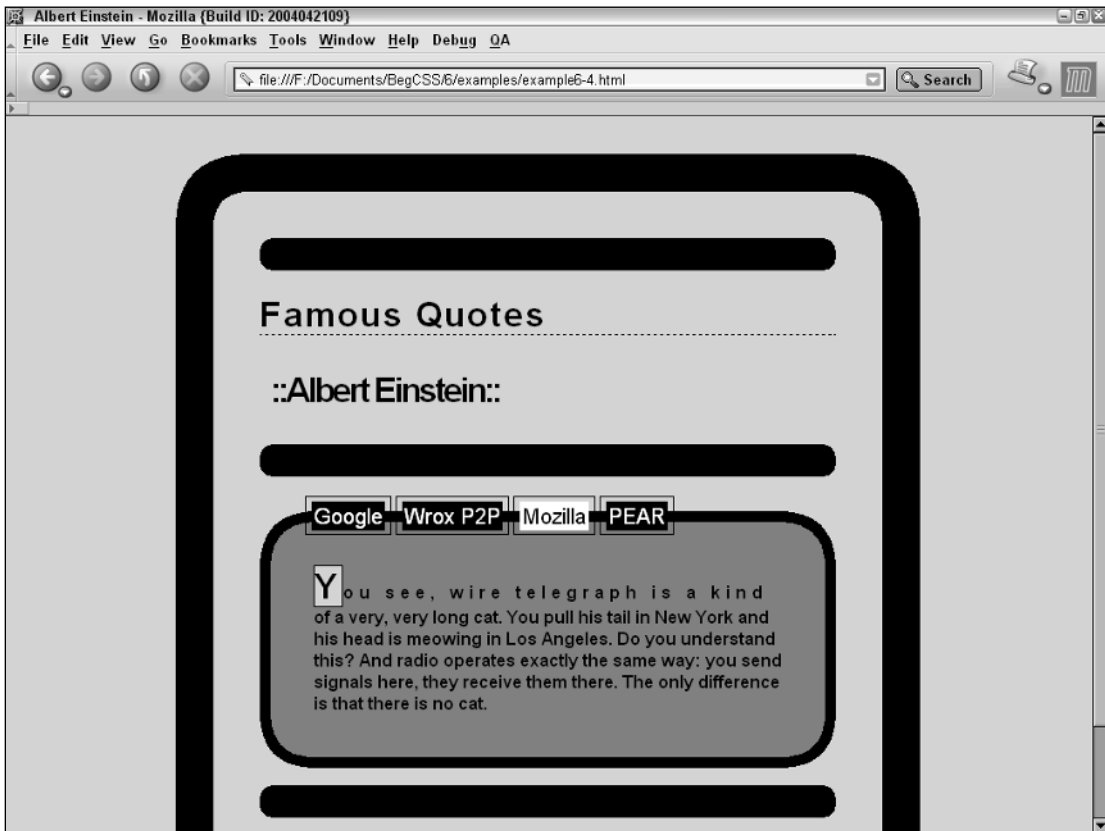 Albert Einstein - Mozilla {Build ID: 2004042109}
File Edit View Go Bookmarks Tools Window Help Debug QA
file:///F:/Documents/BegCSS/6/examples/example6-4.html Search m
Famous Quotes
::Albert Einstein::
Google Wrox P2P Mozilla PEAR
You see, wire telegraph is a kind
of a very, very long cat. You pull his tail in New York and
his head is meowing in Los Angeles. Do you understand
this? And radio operates exactly the same way: you send
signals here, they receive them there. The only difference
is that there is no cat.